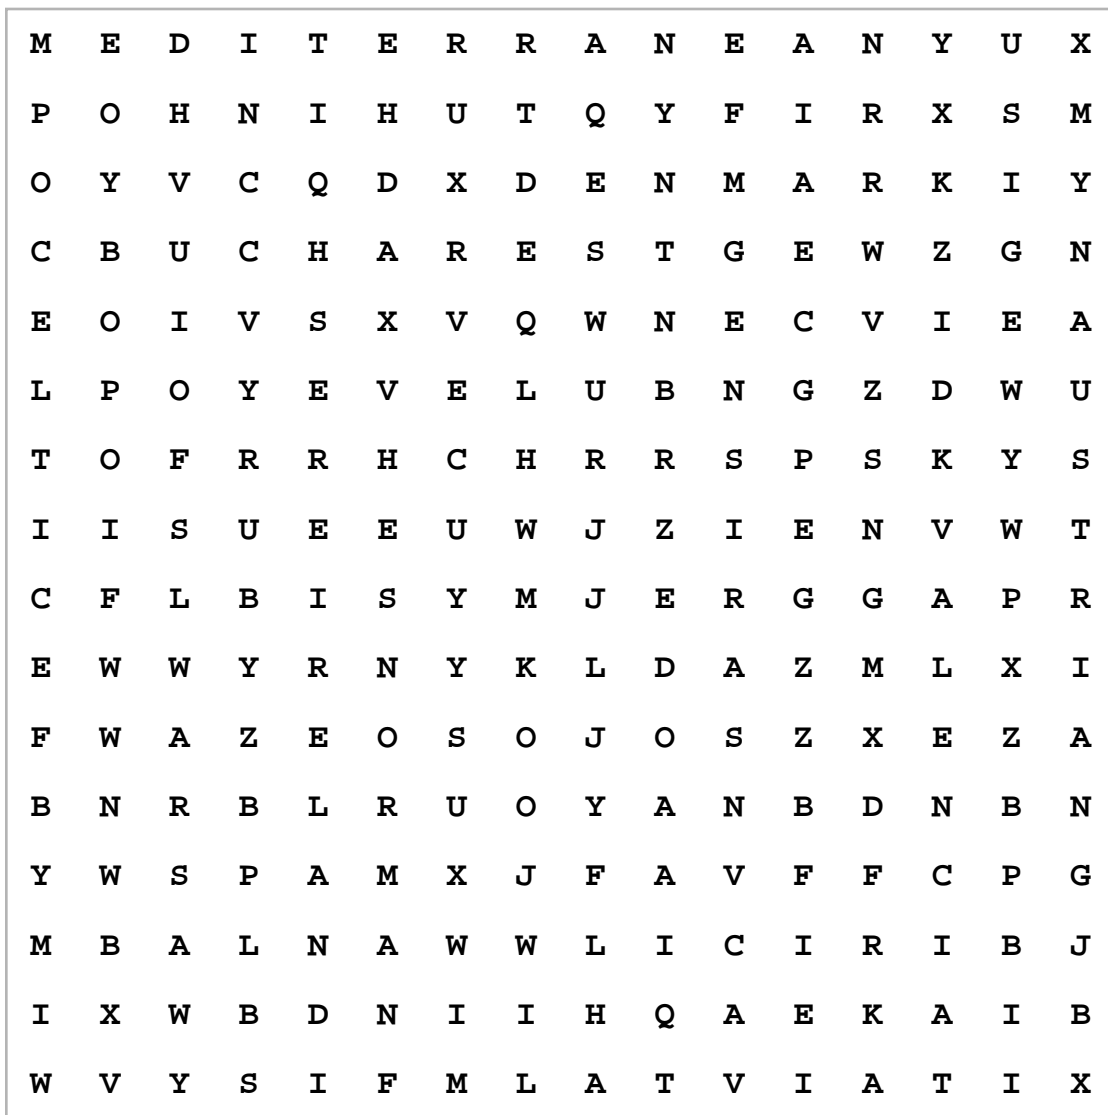 M E D I T E R R A N E A N Y U X
P O H N I H U T Q Y F I R X S M
O Y V C Q D X D E N M A R K I Y
C B U C H A R E S T G E W Z G N
E O I V S X V Q W N E C V I E A
L P O Y E V E L U B N G Z D W U
T O F R R H C H R R S P S K Y S
I I S U E E U W J Z I E N V W T
C F L B I S Y M J E R G G A P R
E W W Y R N Y K L D A Z M L X I
F W A Z E O S O J O S Z X E Z A
B N R B L R U O Y A N B D N B N
Y W S P A M X J F A V F F C P G
M B A L N A W W L I C I R I B J
I X W B D N I I H Q A E K A I B
W V Y S I F M L A T V I A T I X